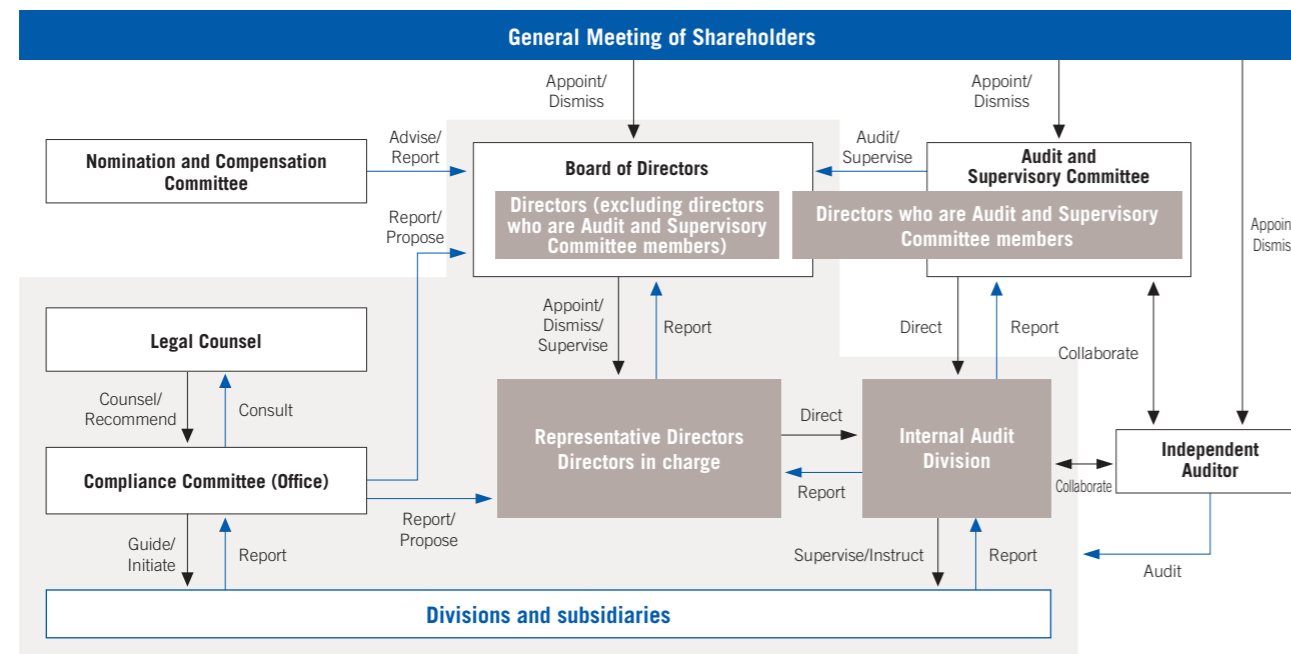 General Meeting of Shareholders
Appoint/
Dismiss
Appoint/
Dismiss
Nomination and Compensation
Committee
Advise/
Report
Board of Directors
Directors (excluding directors
who are Audit and Supervisory
Committee members)
Audit/
Supervise
Audit and
Supervisory Committee
Directors who are Audit and Supervisory
Committee members
Report/
Propose
Legal Counsel
Appoint/
Dismiss/
Supervise
Report
Direct
Report
Collaborate
Counsel/
Recommend
Consult
Representative Directors
Directors in charge
Direct
Report
Internal Audit
Division
Collaborate
Independent
Auditor
Compliance Committee (Office)
Report/
Propose
Guide/
Initiate
Report
Supervise/Instruct
Report
Audit
Divisions and subsidiaries